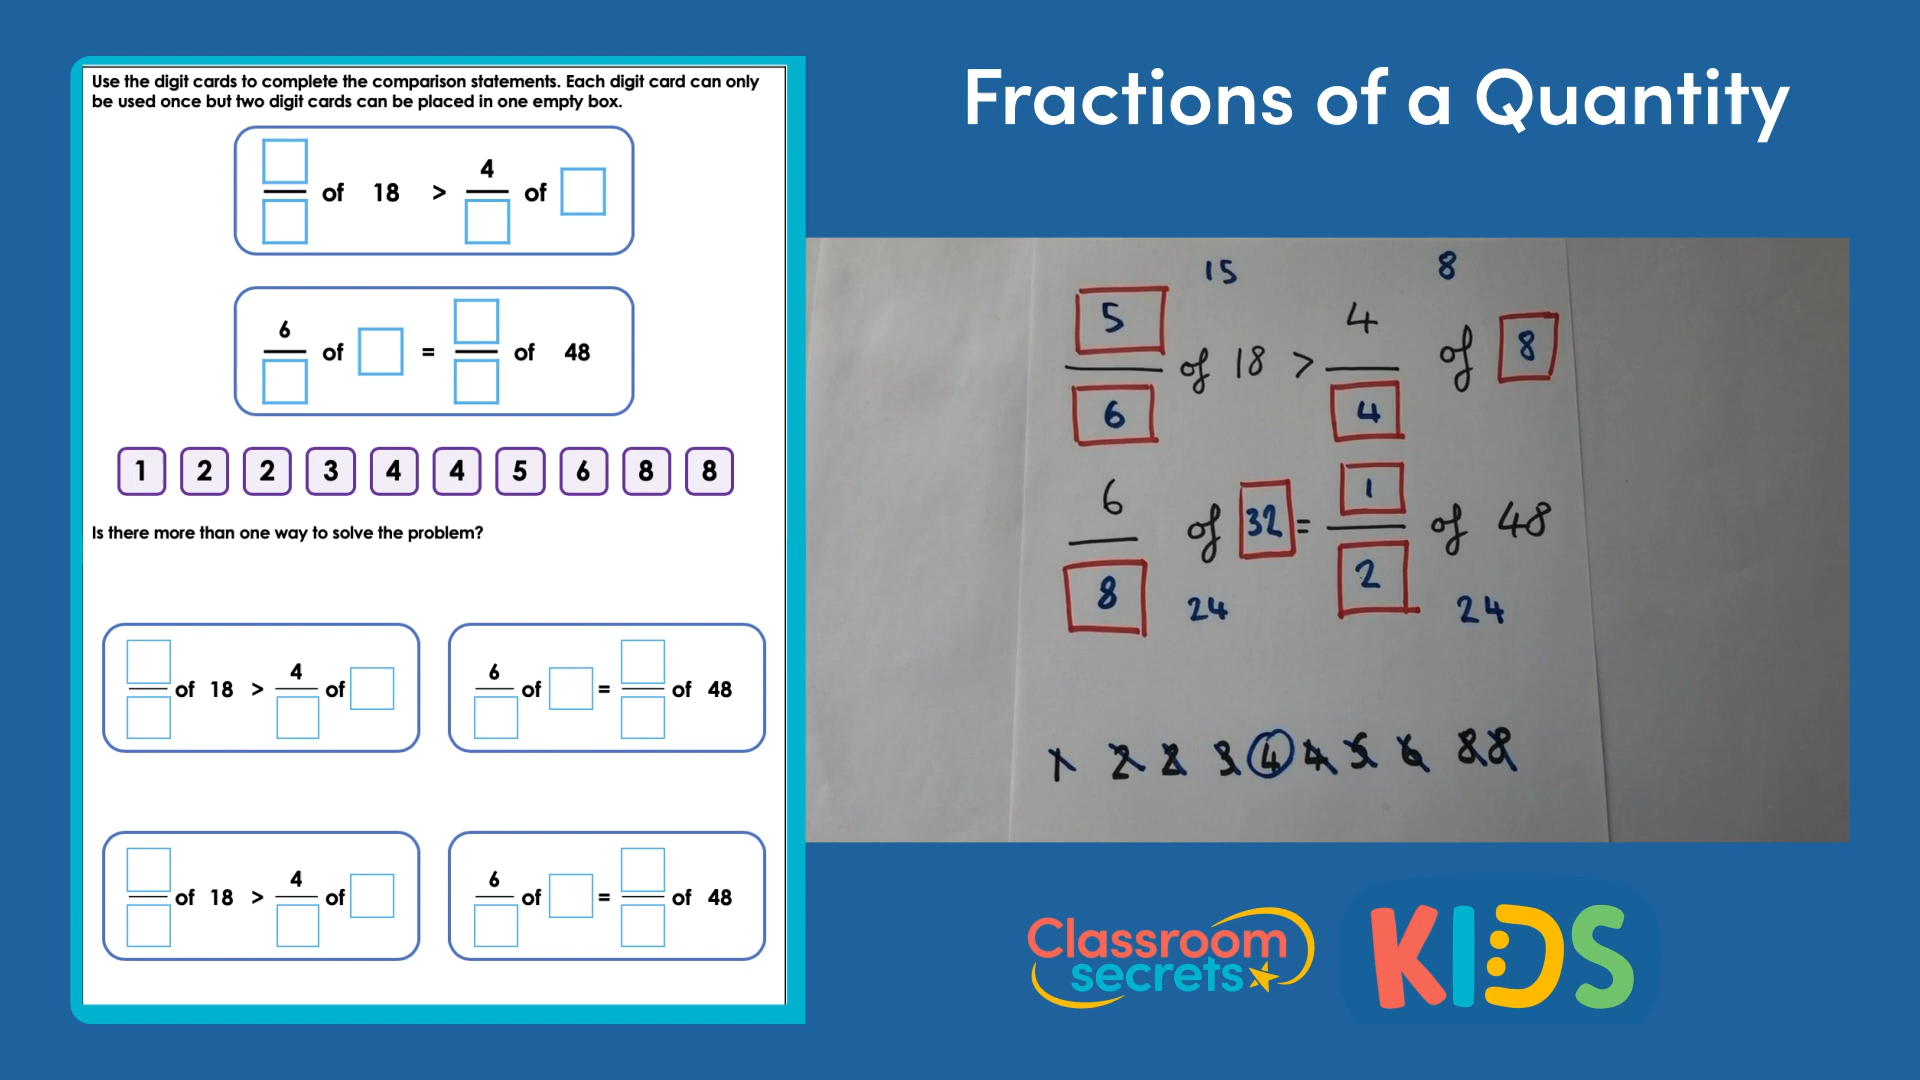 Fractions of a Quantity
Use the digit cards to complete the comparison statements. Each digit card can only
be used once but two digit cards can be placed in one empty box.
of 18 > 4 of
6 of = of 48
1 2 2 3 4 4 5 6 8 8
Is there more than one way to solve the problem?
of 18 > 4 of
6 of = of 48
of 18 > 4 of
6 of = of 48
15 8
5 4
of 18 > of 8
6 4
6 1
of 32 = of 48
8 2
24 24
1 2 2 3 4 4 5 6 8 8
Classroom
secrets
KIDS